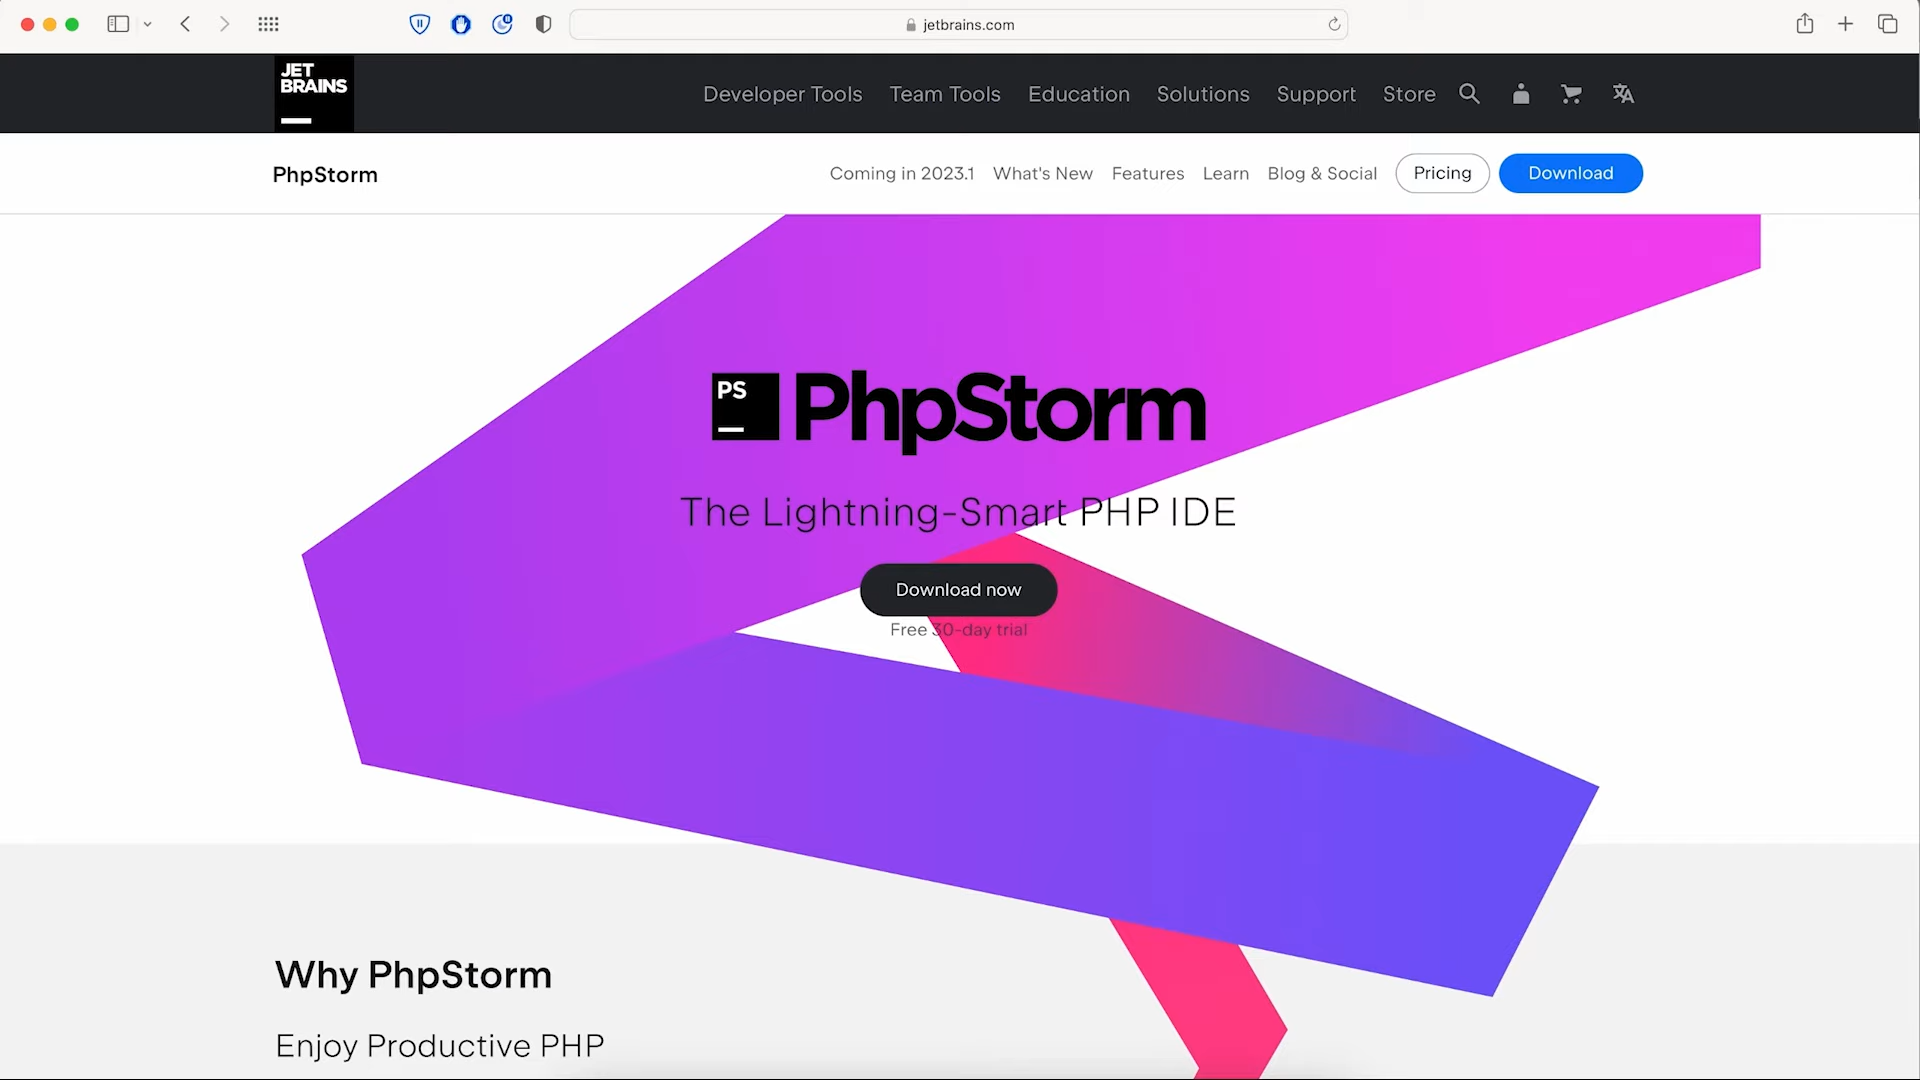 jetbrains.com
JET
BRAINS
Developer Tools Team Tools Education Solutions Support Store
PhpStorm
Coming in 2023.1 What's New Features Learn Blog & Social Pricing Download
PS
PhpStorm
The Lightning-Smart PHP IDE
Download now
Free 30-day trial
Why PhpStorm
Enjoy Productive PHP